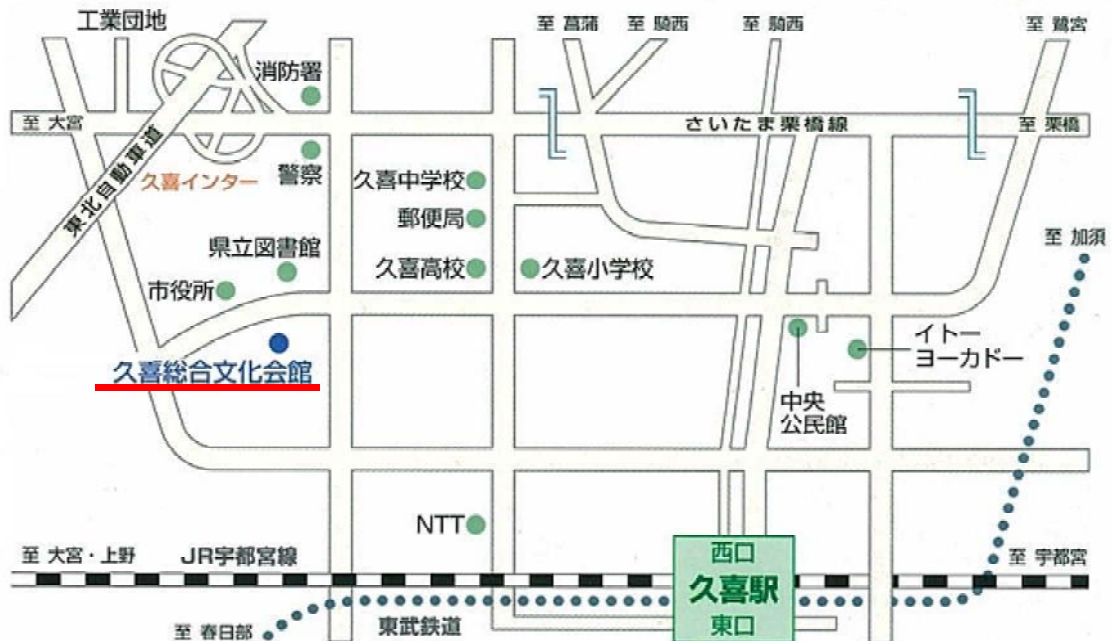 工業団地
至 菖蒲
至 騎西
至 騎西
至 鷲宮
消防署
至 大宮
さいたま栗橋線
至 栗橋
東北自動車道
久喜インター
警察
久喜中学校
郵便局
県立図書館
久喜高校
久喜小学校
至 加須
市役所
久喜総合文化会館
イトー
ヨーカドー
中央
公民館
NTT
至 大宮・上野
JR宇都宮線
西口
久喜駅
東口
至 宇都宮
至 春日部
東武鉄道